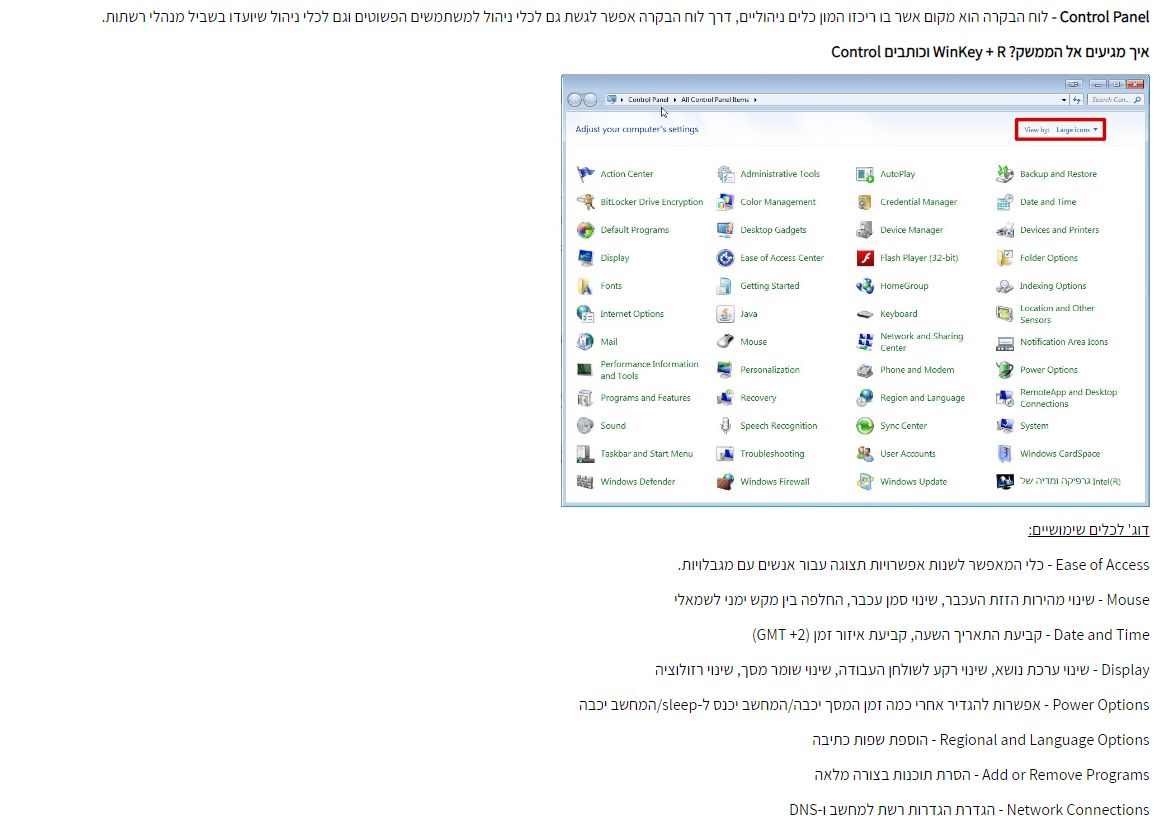 Control Panel - לוח הבקרה הוא מקום אשר בו ריכזו המון כלים ניהוליים, דרך לוח הבקרה אפשר לגשת גם לכלי ניהול למשתמשים הפשוטים וגם לכלי ניהול שיועדו בשביל מנהלי רשתות.
איך מגיעים אל הממשק? WinKey + R וכותבים Control
Control Panel ▸ All Control Panel Items ▸ Search Con...
Adjust your computer's settings View by: Large icons
Action Center Administrative Tools AutoPlay Backup and Restore
BitLocker Drive Encryption Color Management Credential Manager Date and Time
Default Programs Desktop Gadgets Device Manager Devices and Printers
Display Ease of Access Center Flash Player (32-bit) Folder Options
Fonts Getting Started HomeGroup Indexing Options
Internet Options Java Keyboard Location and Other
Sensors
Mail Mouse Network and Sharing
Center Notification Area Icons
Performance Information
and Tools Personalization Phone and Modem Power Options
Programs and Features Recovery Region and Language RemoteApp and Desktop
Connections
Sound Speech Recognition Sync Center System
Taskbar and Start Menu Troubleshooting User Accounts Windows CardSpace
Windows Defender Windows Firewall Windows Update גרפיקה ומדיה של Intel(R)
דוג' לכלים שימושיים:
Ease of Access - כלי המאפשר לשנות אפשרויות תצוגה עבור אנשים עם מגבלויות.
Mouse - שינוי מהירות הזזת העכבר, שינוי סמן עכבר, החלפה בין מקש ימני לשמאלי
Date and Time - קביעת התאריך השעה, קביעת איזור זמן (GMT +2)
Display - שינוי ערכת נושא, שינוי רקע לשולחן העבודה, שינוי שומר מסך, שינוי רזולוציה
Power Options - אפשרות להגדיר אחרי כמה זמן המסך יכבה/המחשב יכנס ל-sleep/המחשב יכבה
Regional and Language Options - הוספת שפות כתיבה
Add or Remove Programs - הסרת תוכנות בצורה מלאה
Network Connections - הגדרת הגדרות רשת למחשב ו-DNS